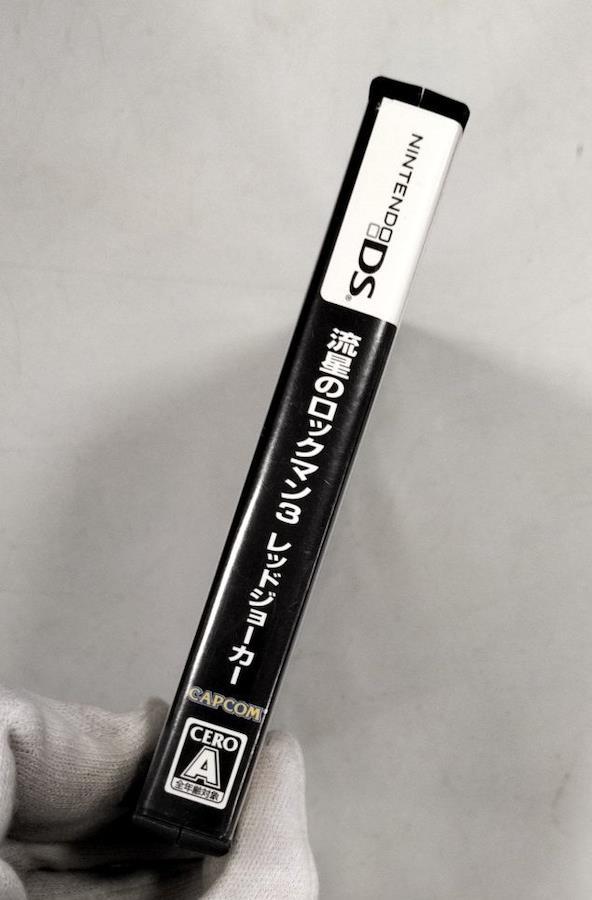 NINTENDO DS®
流星のロックマン3 レッドジョーカー
CAPCOM
CERO
A
全年齢対象